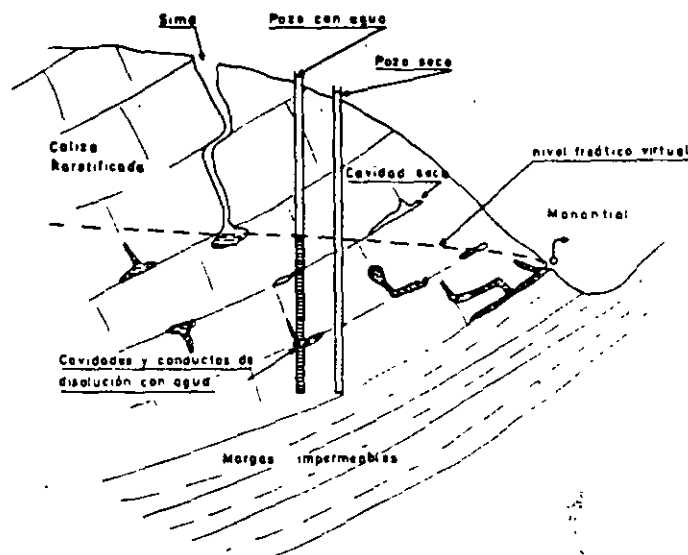 Sima
Pozo con agua
Pozo seco
Caliza
Karstificada
Cavidad seca
nivel freático virtual
Manantial
Cavidades y conductos de
disolución con agua
Margas impermeables